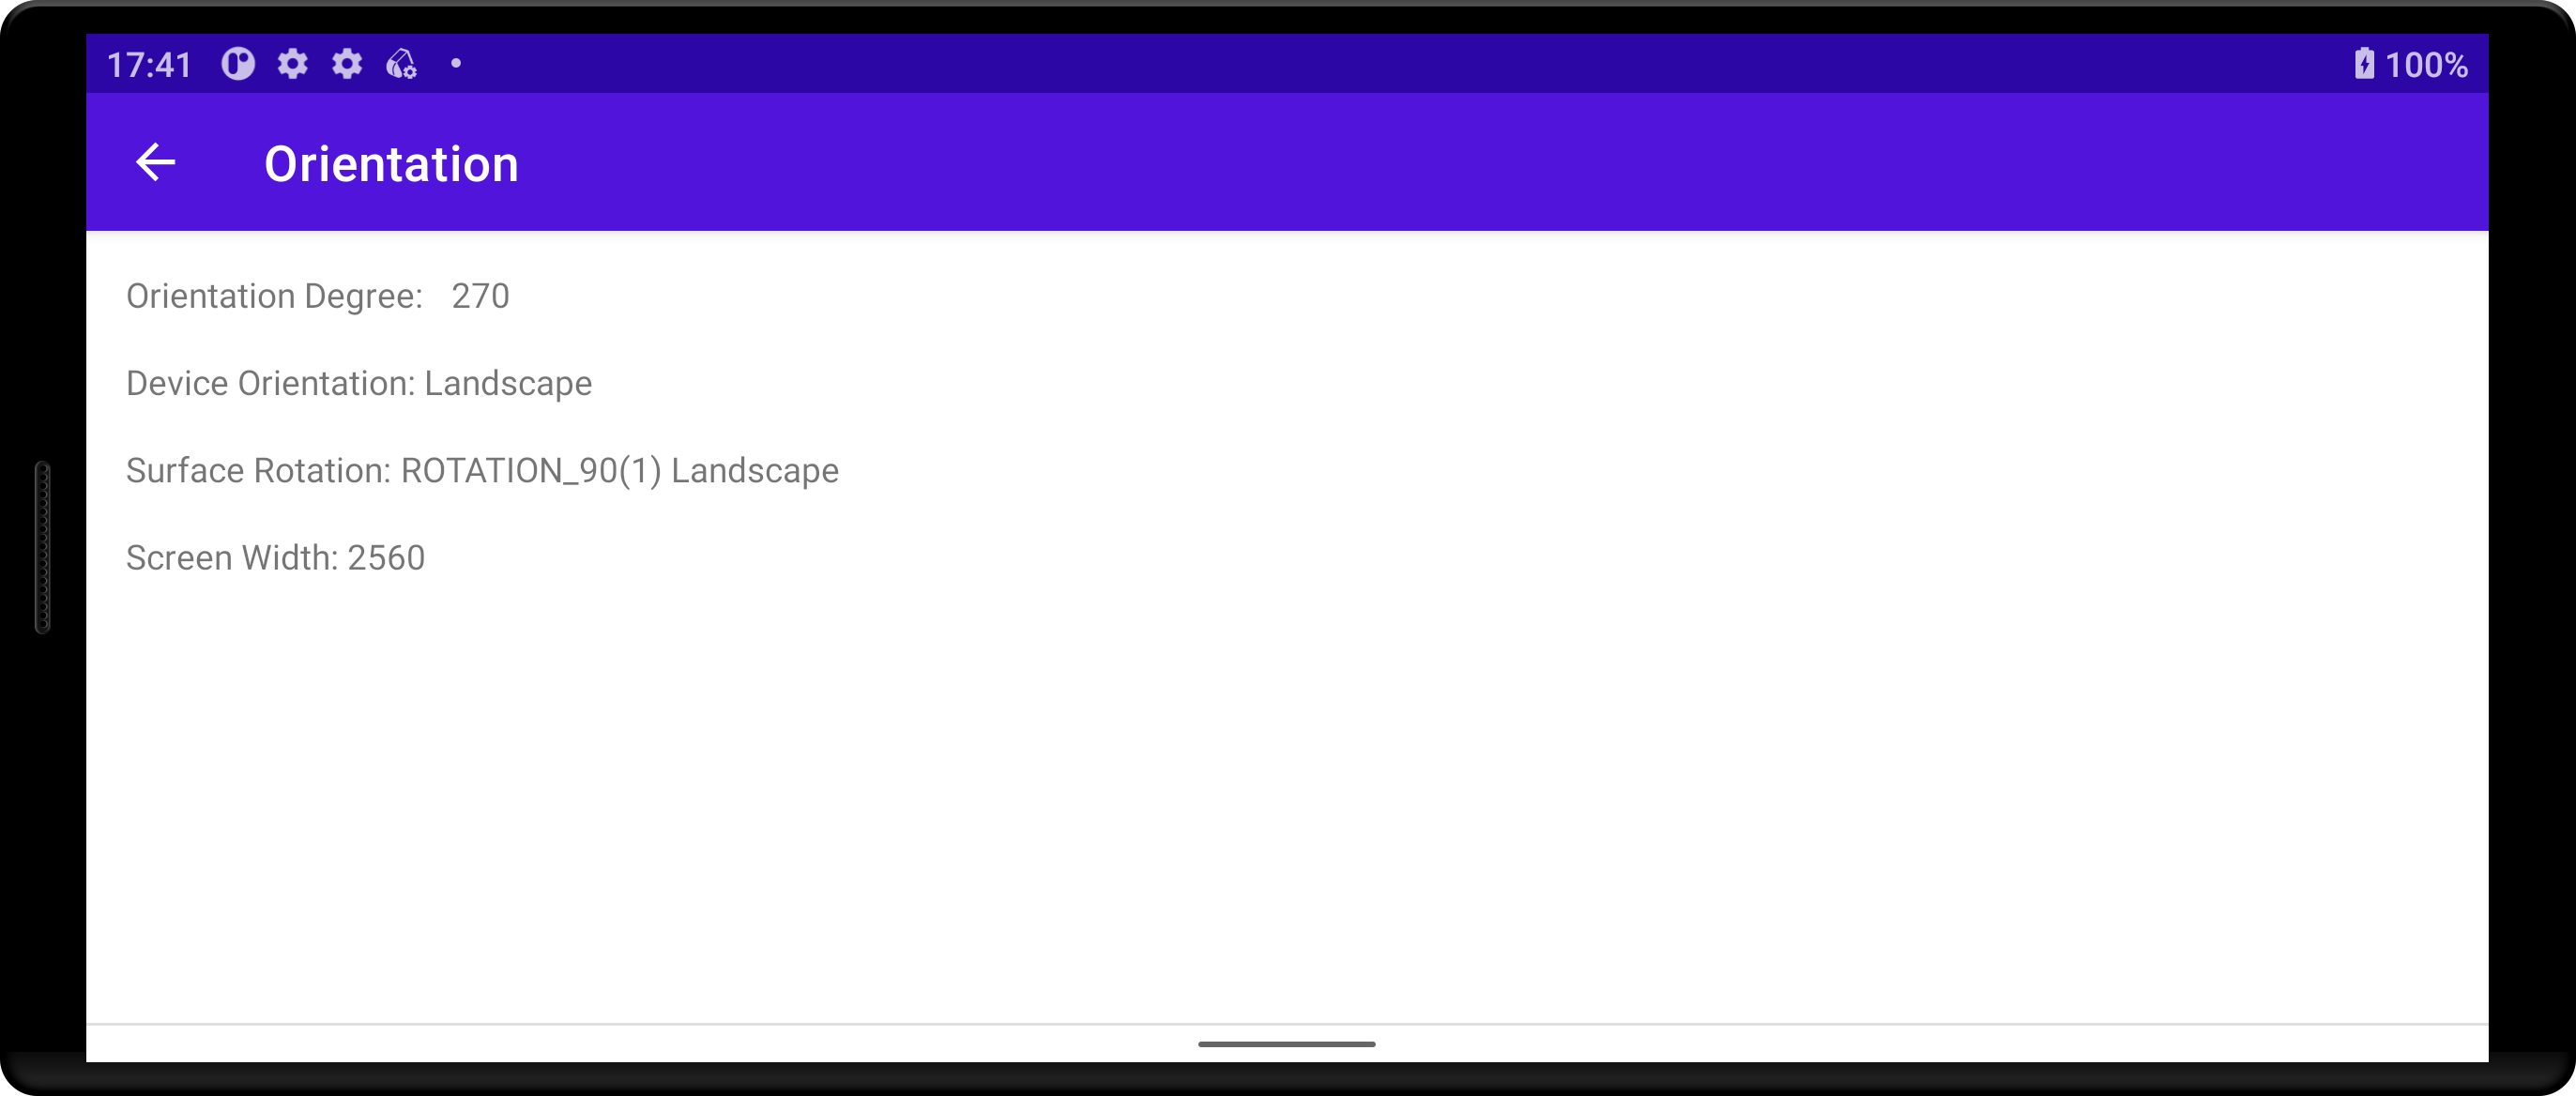 17:41
100%
Orientation
Orientation Degree: 270
Device Orientation: Landscape
Surface Rotation: ROTATION_90(1) Landscape
Screen Width: 2560